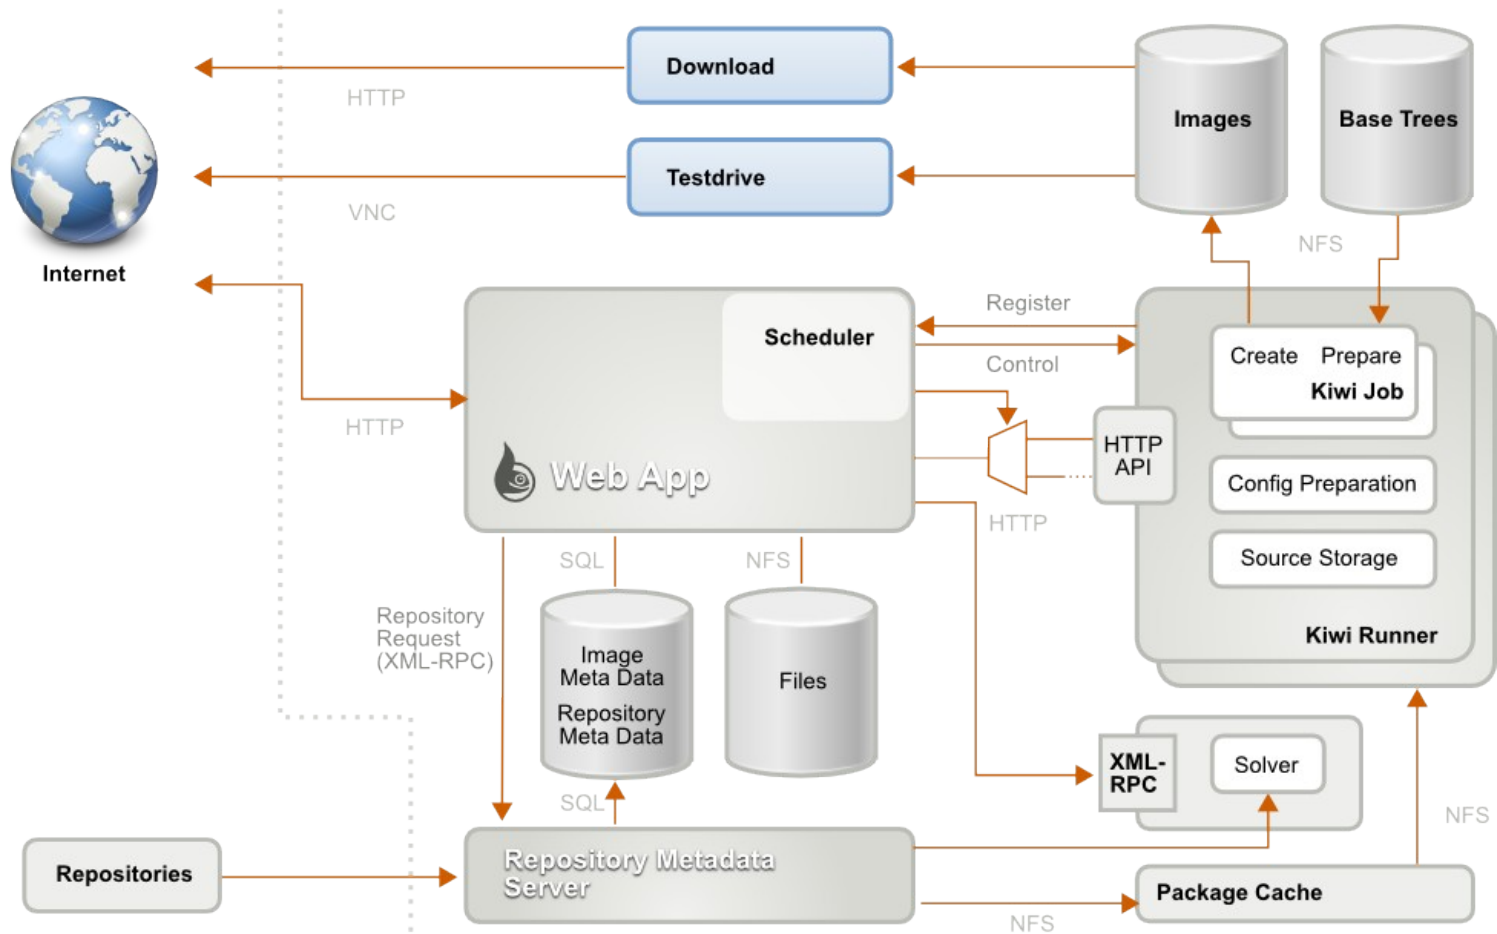 Download
HTTP
Images
Base Trees
Testdrive
VNC
NFS
Internet
Register
Scheduler
Control
Create Prepare
Kiwi Job
HTTP
HTTP
API
Web App
Config Preparation
HTTP
SQL
NFS
Source Storage
Repository
Request
(XML-RPC)
Kiwi Runner
Image
Meta Data
Repository
Meta Data
Files
XML-
RPC
Solver
SQL
NFS
Repository Metadata
Server
Repositories
Package Cache
NFS